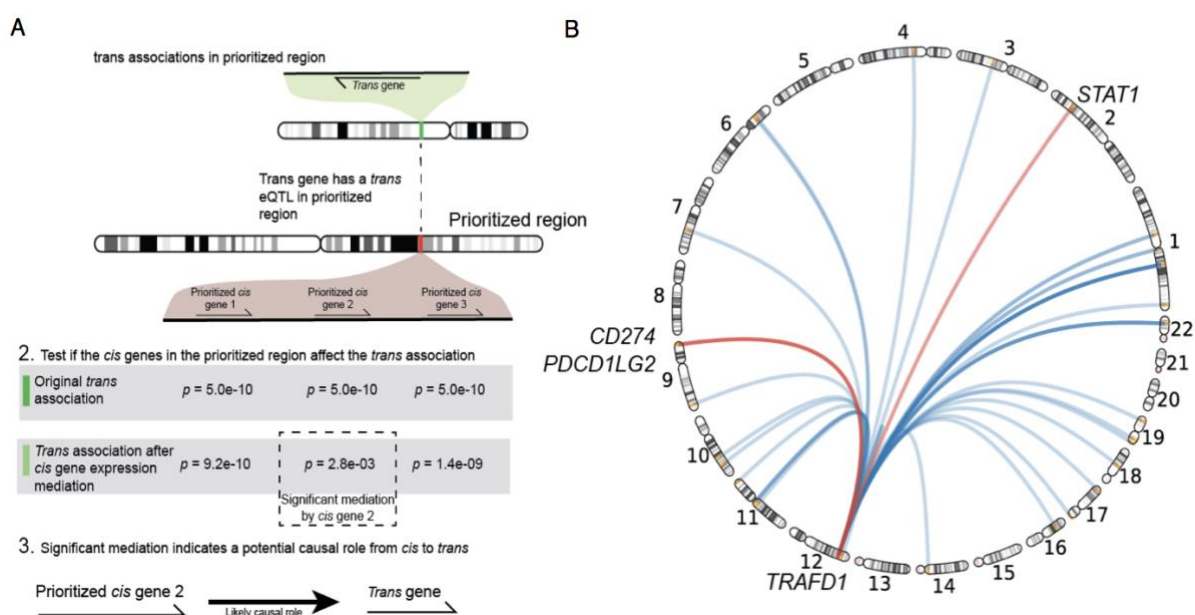 A
trans associations in prioritized region
Trans gene
Trans gene has a trans
eQTL in prioritized
region
Prioritized region
Prioritized cis
gene 1
Prioritized cis
gene 2
Prioritized cis
gene 3
2. Test if the cis genes in the prioritized region affect the trans association
Original trans
association
p = 5.0e-10
p = 5.0e-10
p = 5.0e-10
Trans association after
cis gene expression
mediation
p = 9.2e-10
p = 2.8e-03
p = 1.4e-09
Significant mediation
by cis gene 2
3. Significant mediation indicates a potential causal role from cis to trans
Prioritized cis gene 2
Likely causal role
Trans gene
B
4
3
5
STAT1
2
6
7
1
8
22
CD274
PDCD1LG2
21
9
20
19
10
18
11
17
16
12
TRAFD1
13
14
15